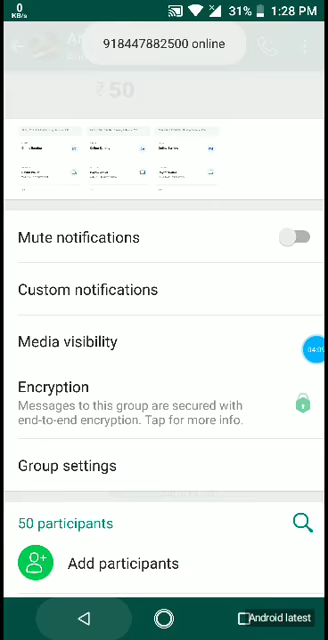 0
KB/s
31%
1:28 PM
918447882500 online
₹50
Mute notifications
Custom notifications
Media visibility
04:0
Encryption
Messages to this group are secured with
end-to-end encryption. Tap for more info.
Group settings
50 participants
Add participants
Android latest